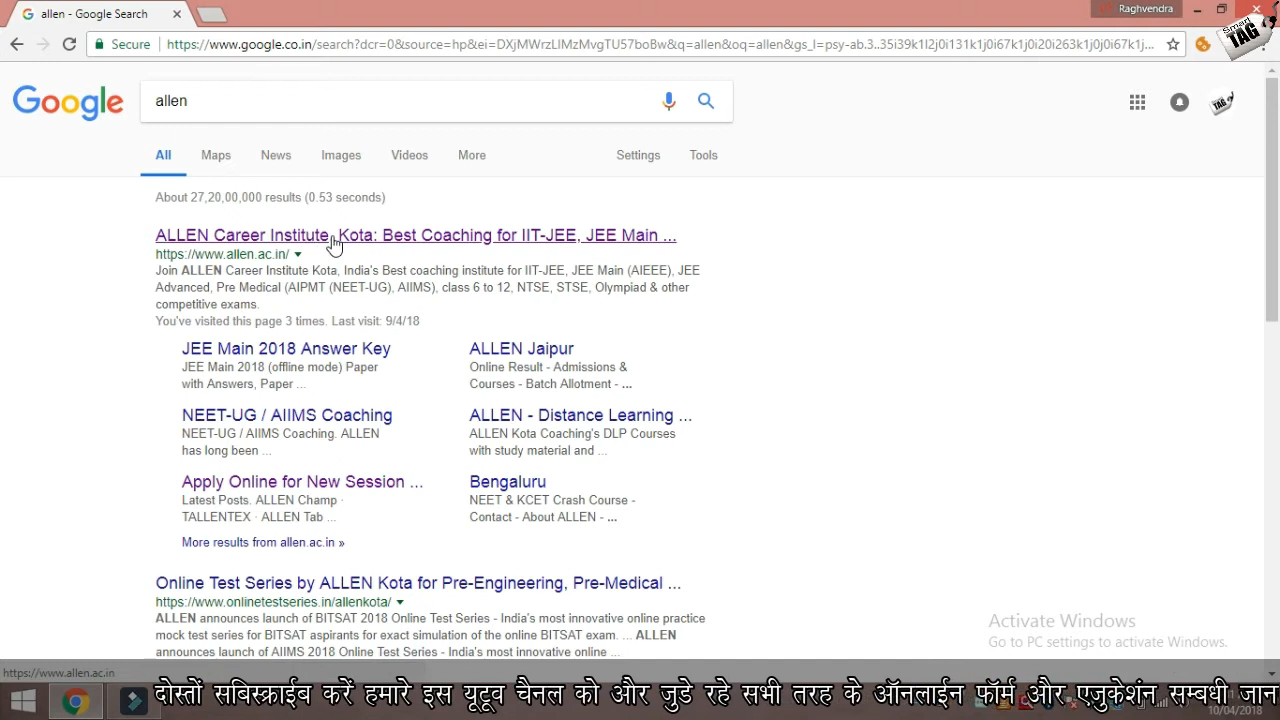 allen - Google Search
Raghvendra
Smart TAG
Secure https://www.google.co.in/search?dcr=0&source=hp&ei=DXjMWrzLIMzMvgTU57boBw&q=allen&oq=allen&gs_l=psy-ab.3..35i39k1l2j0i131k1j0i67k1j0i20i263k1j0j0i67k1j...
Google
allen
TAG
All Maps News Images Videos More Settings Tools
About 27,20,00,000 results (0.53 seconds)
ALLEN Career Institute, Kota: Best Coaching for IIT-JEE, JEE Main ...
https://www.allen.ac.in/
Join ALLEN Career Institute Kota, India's Best coaching institute for IIT-JEE, JEE Main (AIEEE), JEE
Advanced, Pre Medical (AIPMT (NEET-UG), AIIMS), class 6 to 12, NTSE, STSE, Olympiad & other
competitive exams.
You've visited this page 3 times. Last visit: 9/4/18
JEE Main 2018 Answer Key
JEE Main 2018 (offline mode) Paper
with Answers, Paper ...
ALLEN Jaipur
Online Result - Admissions &
Courses - Batch Allotment - ...
NEET-UG / AIIMS Coaching
NEET-UG / AIIMS Coaching. ALLEN
has long been ...
ALLEN - Distance Learning ...
ALLEN Kota Coaching's DLP Courses
with study material and ...
Apply Online for New Session ...
Latest Posts. ALLEN Champ ·
TALLENTEX · ALLEN Tab ...
Bengaluru
NEET & KCET Crash Course -
Contact - About ALLEN - ...
More results from allen.ac.in »
Online Test Series by ALLEN Kota for Pre-Engineering, Pre-Medical ...
https://www.onlinetestseries.in/allenkota/
ALLEN announces launch of BITSAT 2018 Online Test Series - India's most innovative online practice
mock test series for BITSAT aspirants for exact simulation of the online BITSAT exam. ... ALLEN
announces launch of AIIMS 2018 Online Test Series - India's most innovative online ...
Activate Windows
Go to PC settings to activate Windows.
https://www.allen.ac.in
दोस्तों सबिस्क्राईब करें हमारे इस यूटूव चैनल को और जुडे रहे सभी तरह के ऑनलाईन फॉर्म और एजुकेशंन सम्बधी जान
10/04/2018